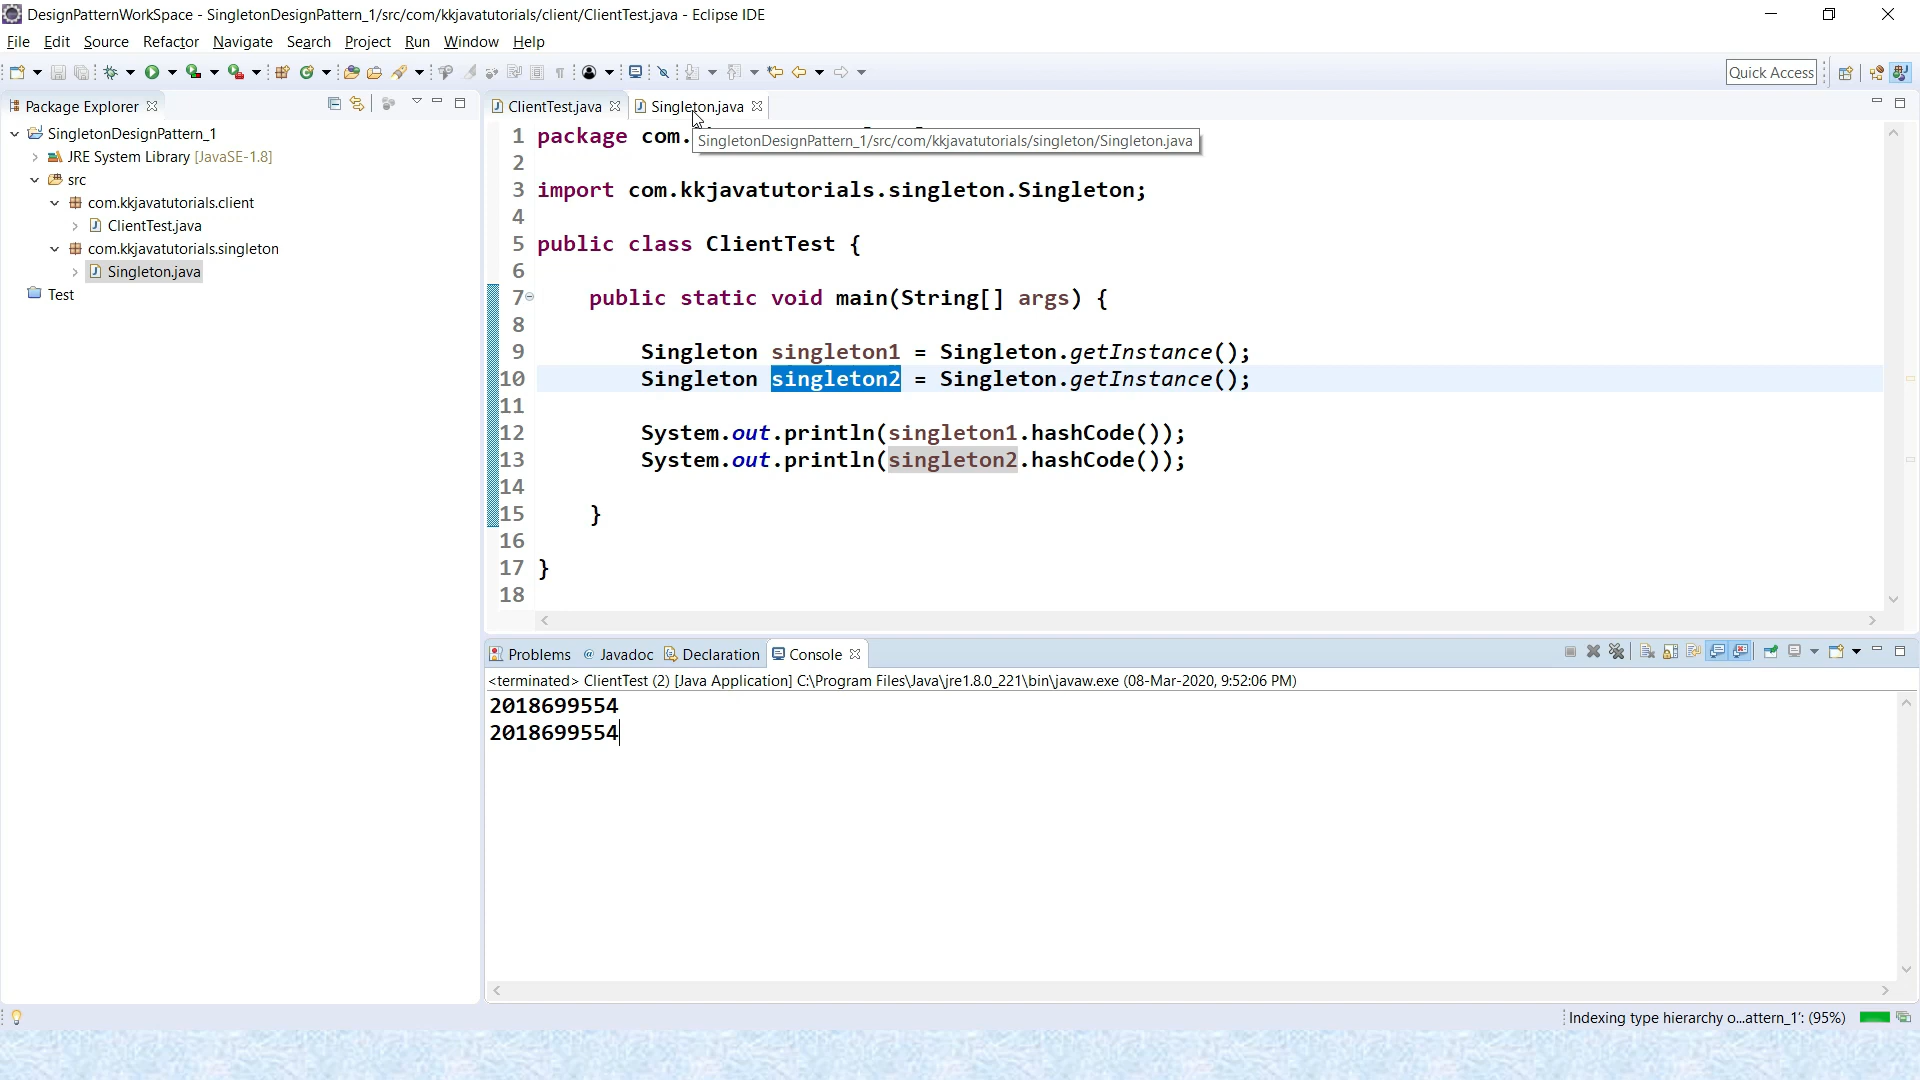 DesignPatternWorkSpace - SingletonDesignPattern_1/src/com/kkjavatutorials/client/ClientTest.java - Eclipse IDE
File Edit Source Refactor Navigate Search Project Run Window Help
Quick Access
Package Explorer
SingletonDesignPattern_1
JRE System Library [JavaSE-1.8]
src
com.kkjavatutorials.client
ClientTest.java
com.kkjavatutorials.singleton
Singleton.java
Test
ClientTest.java Singleton.java
1 package com.
SingletonDesignPattern_1/src/com/kkjavatutorials/singleton/Singleton.java
2
3 import com.kkjavatutorials.singleton.Singleton;
4
5 public class ClientTest {
6
7 public static void main(String[] args) {
8
9 Singleton singleton1 = Singleton.getInstance();
10 Singleton singleton2 = Singleton.getInstance();
11
12 System.out.println(singleton1.hashCode());
13 System.out.println(singleton2.hashCode());
14
15 }
16
17 }
18
Problems @ Javadoc Declaration Console
<terminated> ClientTest (2) [Java Application] C:\Program Files\Java\jre1.8.0_221\bin\javaw.exe (08-Mar-2020, 9:52:06 PM)
2018699554
2018699554
Indexing type hierarchy o...attern_1': (95%)